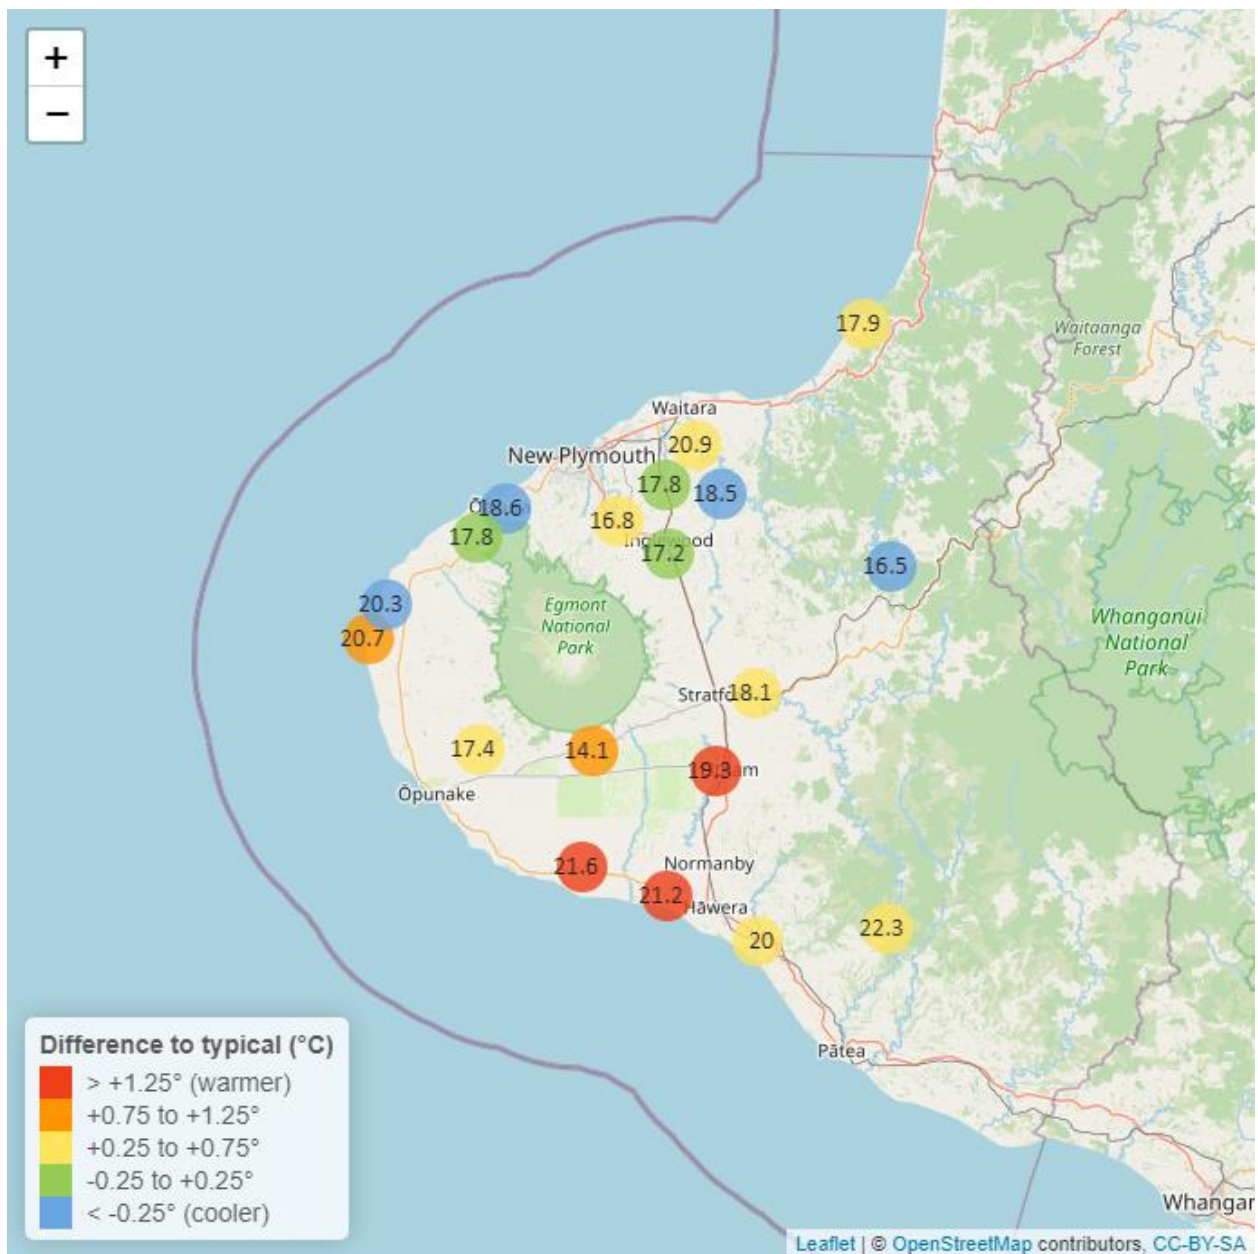 +
−
17.9
Waitaanga
Forest
Waitara
20.9
New Plymouth
17.8
18.5
18.6
16.8
17.8
17.2
16.5
20.3
Egmont
National
Park
Whanganui
National
Park
20.7
Stratfo
18.1
17.4
14.1
19.3
Ōpunake
21.6
Normanby
21.2
Hāwera
22.3
20
Pātea
Difference to typical (°C)
> +1.25° (warmer)
+0.75 to +1.25°
+0.25 to +0.75°
-0.25 to +0.25°
< -0.25° (cooler)
Whangar
Leaflet | © OpenStreetMap contributors, CC-BY-SA